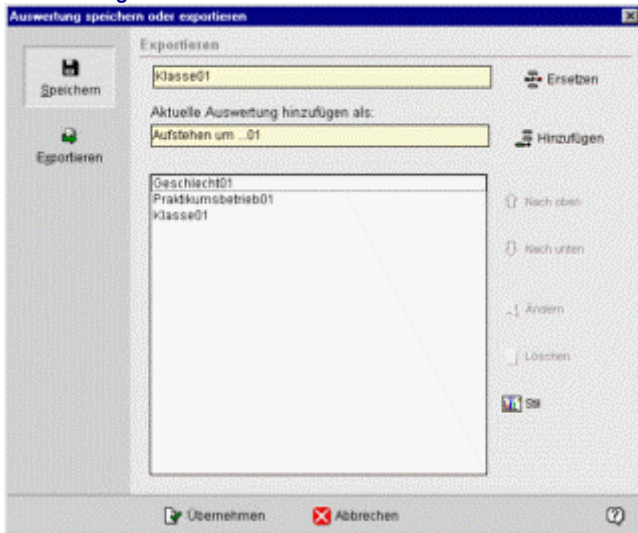 Auswertung speichern oder exportieren
Exportieren
Speichern
Klasse01
Ersetzen
Aktuelle Auswertung hinzufügen als:
Aufstehen um ...01
Hinzufügen
Exportieren
Geschlecht01
Praktikumsbetrieb01
Klasse01
Nach oben
Nach unten
Ändern
Löschen
Stil
Übernehmen
Abbrechen